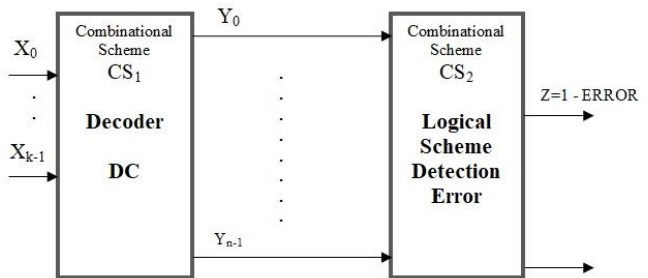 Combinational
Scheme
CS₁
Decoder
DC
X₀
.
.
Xₖ₋₁
Y₀
.
.
.
.
.
.
.
.
.
Yₙ₋₁
Combinational
Scheme
CS₂
Logical
Scheme
Detection
Error
Z=1 - ERROR